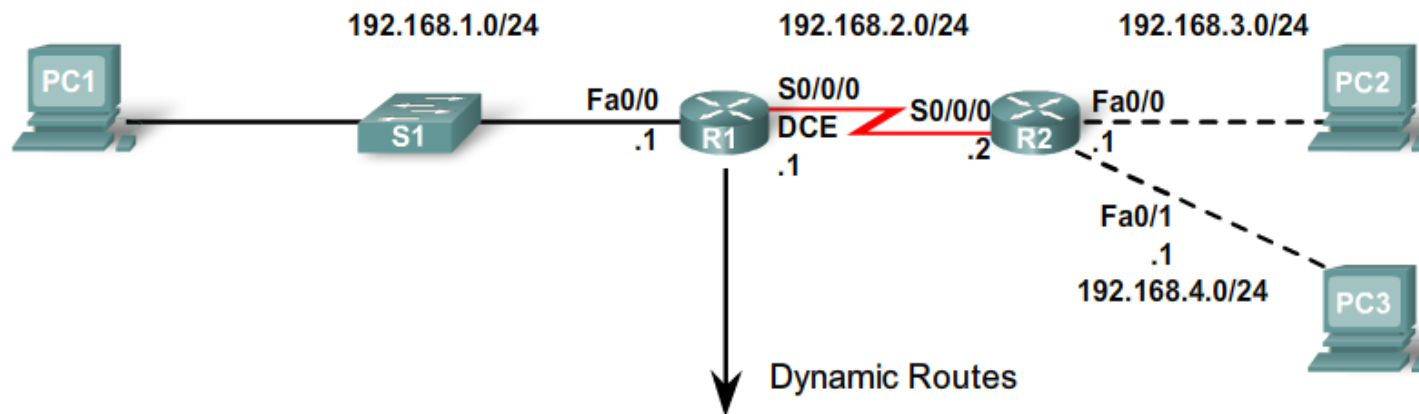 192.168.1.0/24
192.168.2.0/24
192.168.3.0/24
PC1
S1
Fa0/0
.1
R1
S0/0/0
DCE
.1
S0/0/0
.2
R2
Fa0/0
.1
PC2
Fa0/1
.1
192.168.4.0/24
PC3
Dynamic Routes